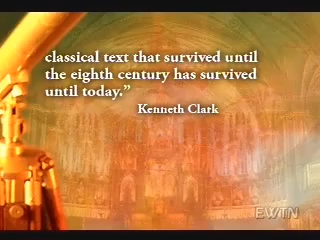 classical text that survived until
the eighth century has survived
until today.”
Kenneth Clark
EWTN